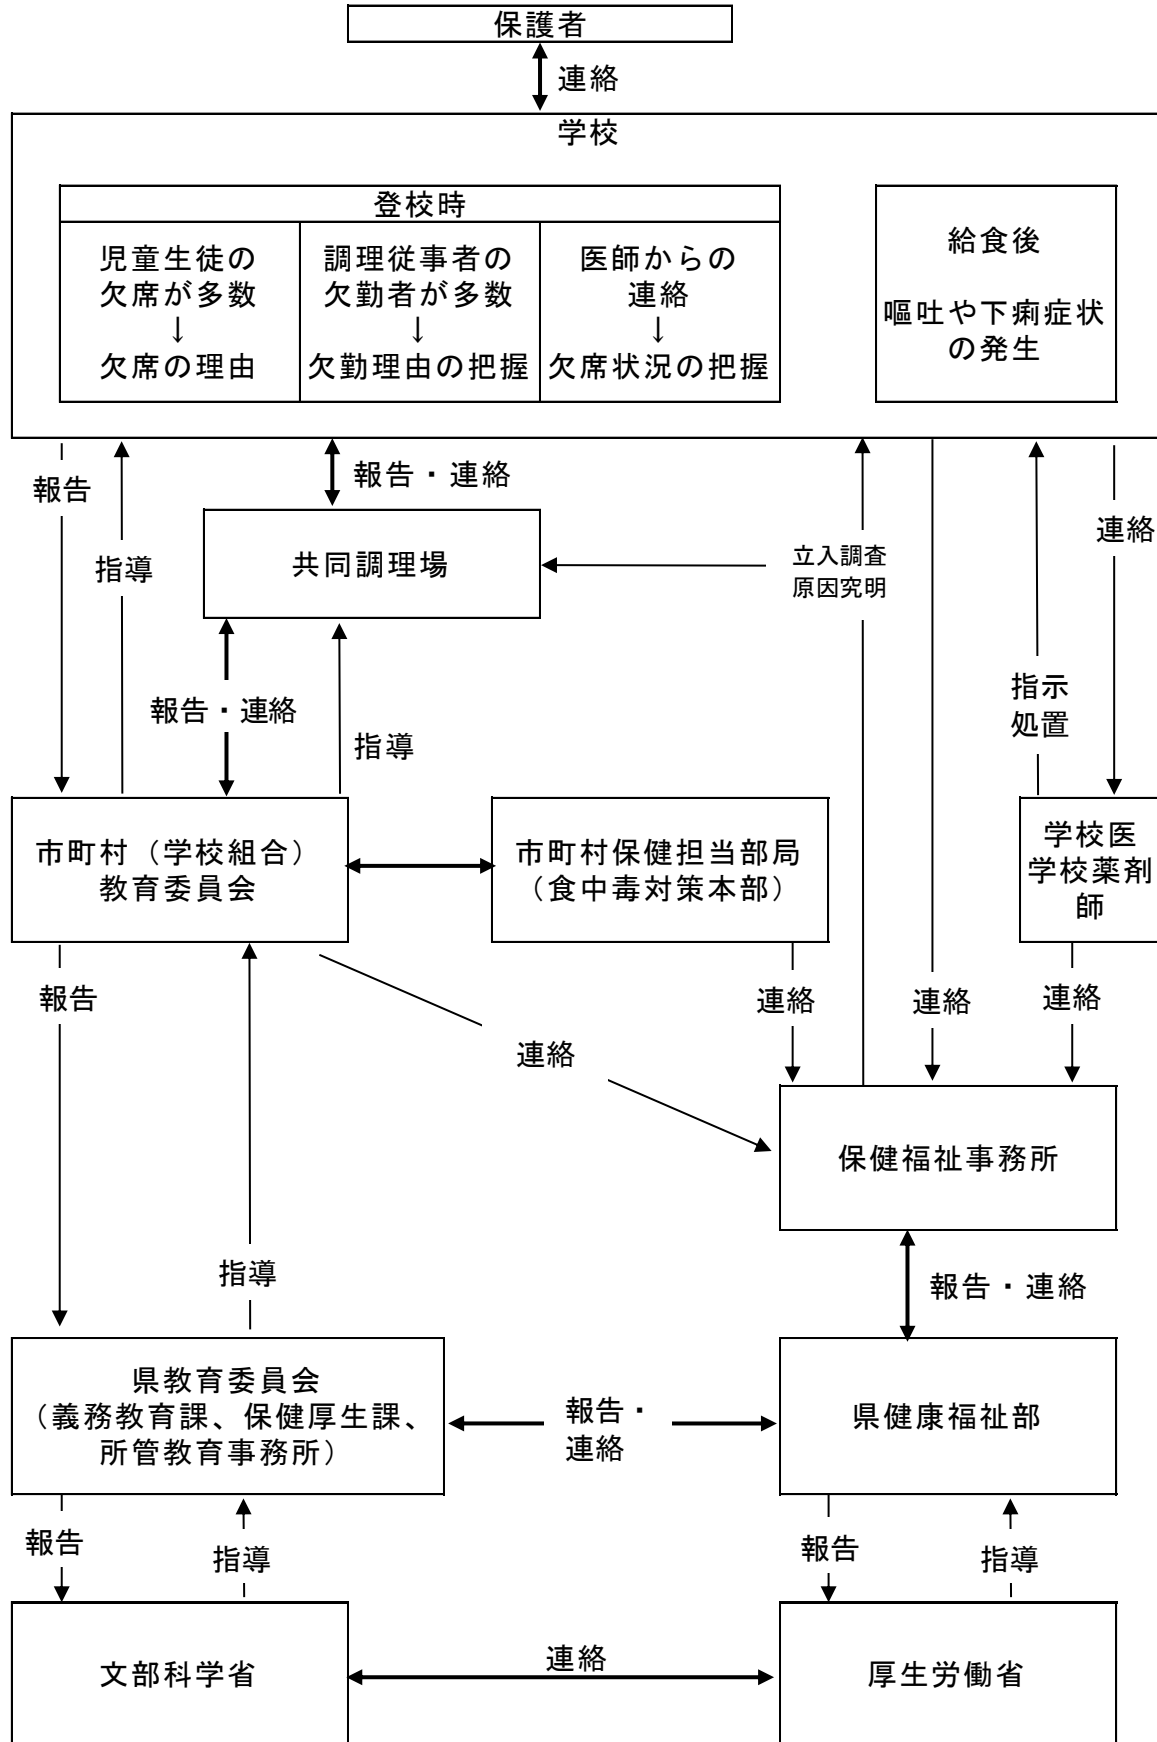 保護者
連絡
学校
登校時
児童生徒の
欠席が多数
↓
欠席の理由
調理従事者の
欠勤者が多数
↓
欠勤理由の把握
医師からの
連絡
↓
欠席状況の把握
給食後
嘔吐や下痢症状
の発生
報告
指導
報告・連絡
共同調理場
立入調査
原因究明
連絡
報告・連絡
指導
指示
処置
市町村（学校組合）
教育委員会
市町村保健担当部局
（食中毒対策本部）
学校医
学校薬剤
師
報告
連絡
連絡
連絡
連絡
保健福祉事務所
指導
報告・連絡
県教育委員会
（義務教育課、保健厚生課、
所管教育事務所）
報告・
連絡
県健康福祉部
報告
指導
報告
指導
文部科学省
連絡
厚生労働省